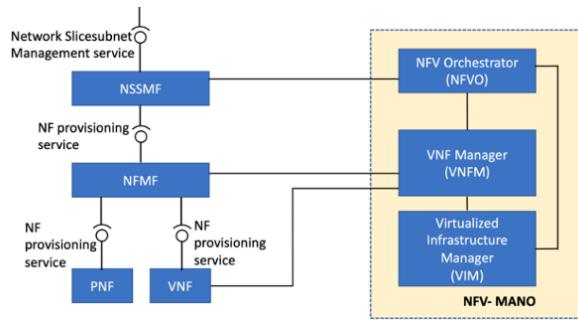 Network Slicesubnet
Management service
NSSMF
NF provisioning
service
NFMF
NF
provisioning
service
NF
provisioning
service
PNF
VNF
NFV Orchestrator
(NFVO)
VNF Manager
(VNFM)
Virtualized
Infrastructure
Manager
(VIM)
NFV- MANO